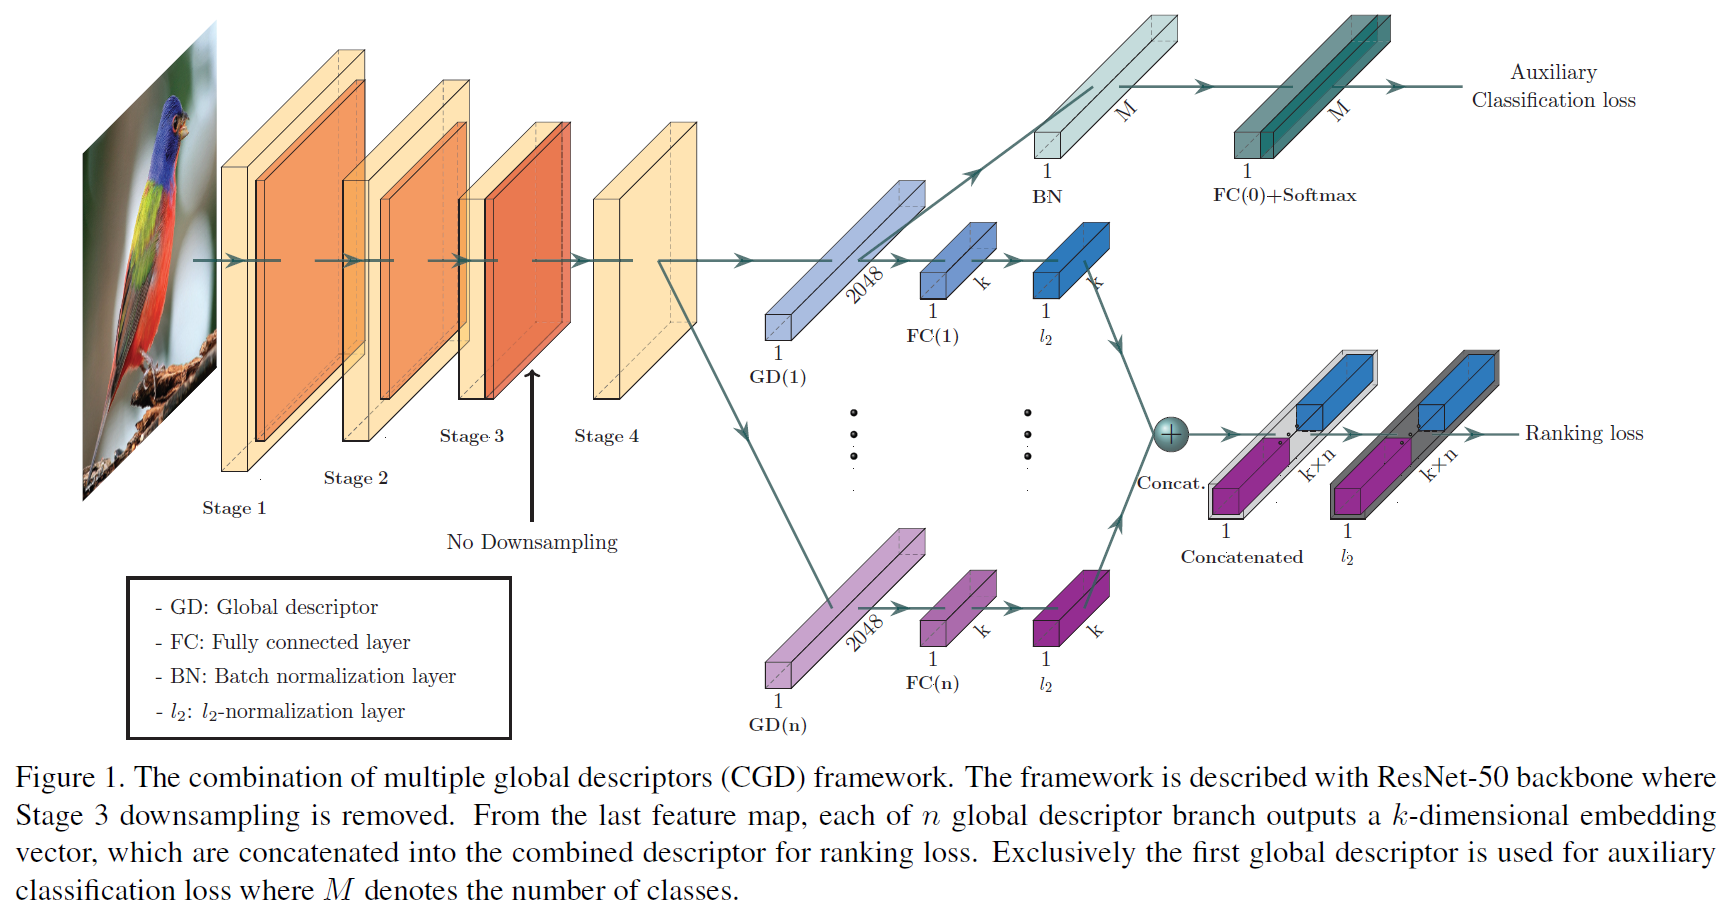 Auxiliary
Classification loss
M
M
1
BN
1
FC(0)+Softmax
2048
1
GD(1)
k
1
FC(1)
k
1
l₂
Stage 1
Stage 2
Stage 3
Stage 4
No Downsampling
+
Concat.
k×n
1
Concatenated
k×n
1
l₂
Ranking loss
2048
1
GD(n)
k
1
FC(n)
k
1
l₂
- GD: Global descriptor
- FC: Fully connected layer
- BN: Batch normalization layer
- l₂: l₂-normalization layer
Figure 1. The combination of multiple global descriptors (CGD) framework. The framework is described with ResNet-50 backbone where
Stage 3 downsampling is removed. From the last feature map, each of n global descriptor branch outputs a k-dimensional embedding
vector, which are concatenated into the combined descriptor for ranking loss. Exclusively the first global descriptor is used for auxiliary
classification loss where M denotes the number of classes.